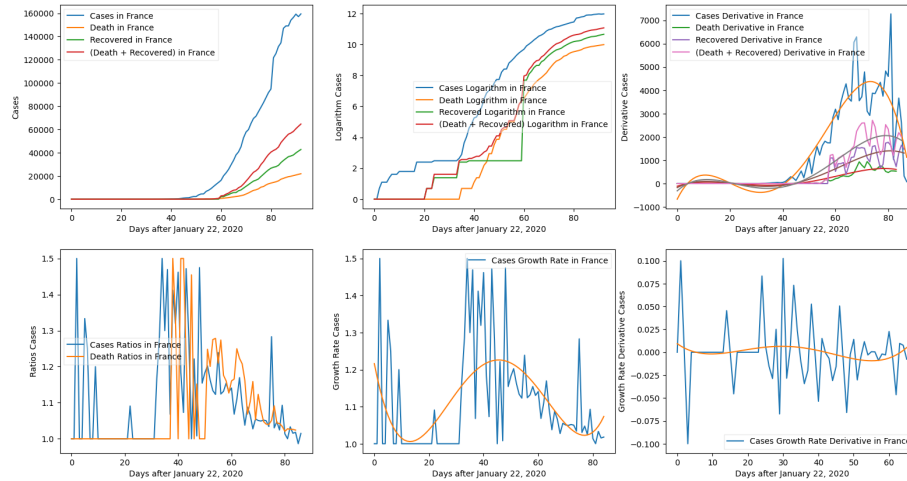 160000
140000
120000
100000
80000
60000
40000
20000
0
Cases
Cases in France
Death in France
Recovered in France
(Death + Recovered) in France
0 20 40 60 80
Days after January 22, 2020
12
10
8
6
4
2
0
Logarithm Cases
Cases Logarithm in France
Death Logarithm in France
Recovered Logarithm in France
(Death + Recovered) Logarithm in France
0 20 40 60 80
Days after January 22, 2020
7000
6000
5000
4000
3000
2000
1000
0
−1000
Derivative Cases
Cases Derivative in France
Death Derivative in France
Recovered Derivative in France
(Death + Recovered) Derivative in France
0 20 40 60 80
Days after January 22, 2020
1.5
1.4
1.3
1.2
1.1
1.0
Ratios Cases
Cases Ratios in France
Death Ratios in France
0 20 40 60 80
Days after January 22, 2020
1.5
1.4
1.3
1.2
1.1
1.0
Growth Rate Cases
Cases Growth Rate in France
0 20 40 60 80
Days after January 22, 2020
0.100
0.075
0.050
0.025
0.000
−0.025
−0.050
−0.075
−0.100
Growth Rate Derivative Cases
Cases Growth Rate Derivative in France
0 10 20 30 40 50 60
Days after January 22, 2020